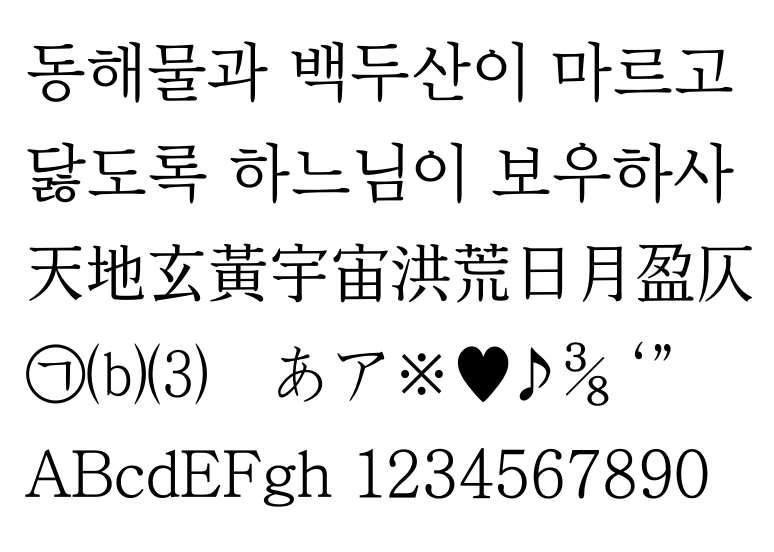 동해물과 백두산이 마르고
닳도록 하느님이 보우하사
天地玄黃宇宙洪荒日月盈仄
㉠⒝⑶　あア※♥♪⅜ ‘”
ABcdEFgh 1234567890